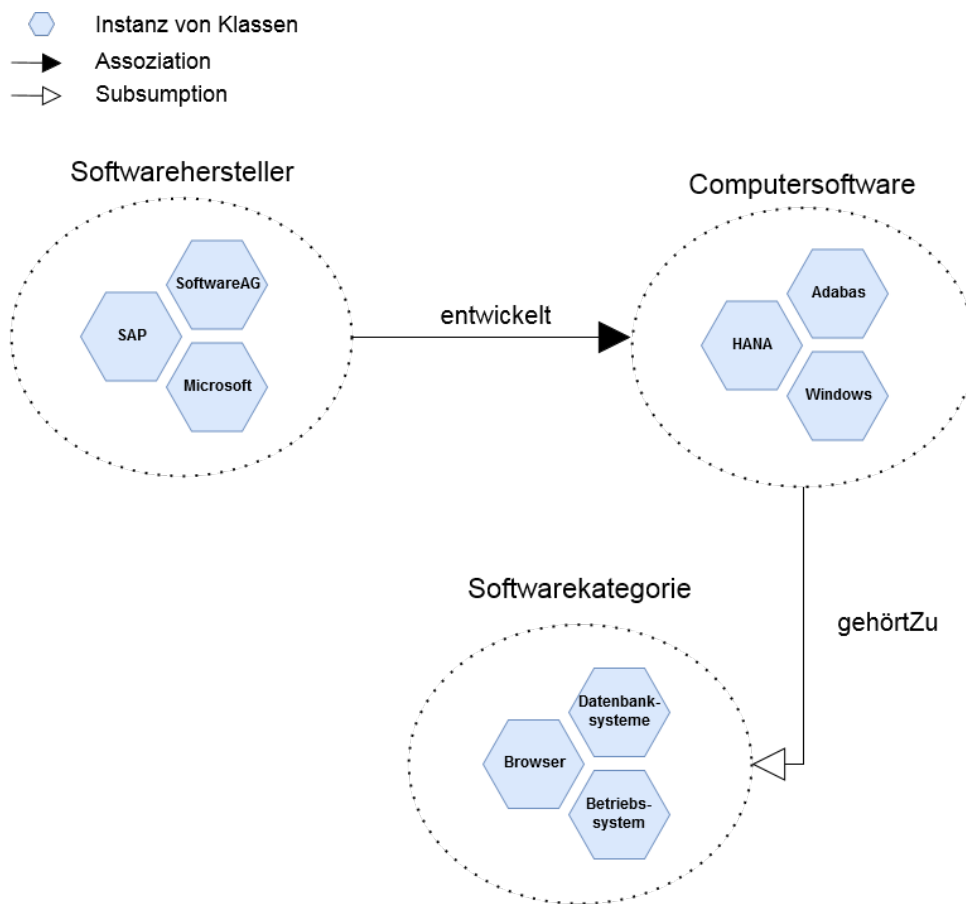 Instanz von Klassen
Assoziation
Subsumption
Softwarehersteller
SoftwareAG
SAP
Microsoft
entwickelt
Computersoftware
Adabas
HANA
Windows
gehörtZu
Softwarekategorie
Datenbank-
systeme
Browser
Betriebs-
system